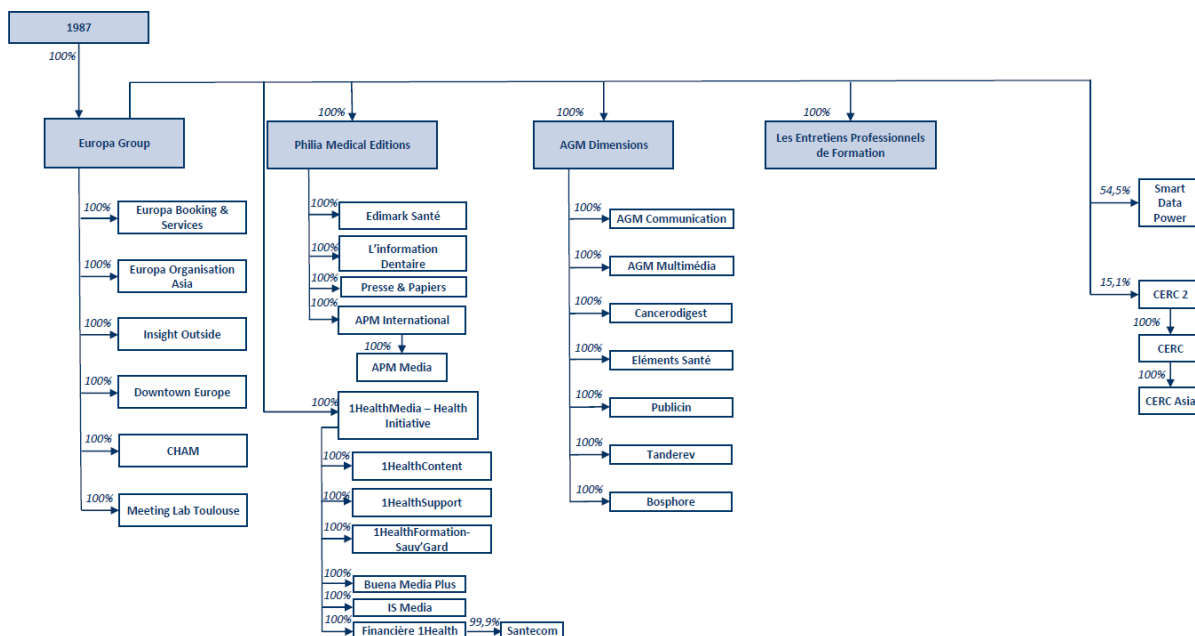 1987
100%
100%
100%
100%
Europa Group
Philia Medical Editions
AGM Dimensions
Les Entretiens Professionnels
de Formation
100%
Europa Booking &
Services
100%
Europa Organisation
Asia
100%
Insight Outside
100%
Downtown Europe
100%
CHAM
100%
Meeting Lab Toulouse
100%
Edimark Santé
100%
L'information
Dentaire
100%
Presse & Papiers
100%
APM International
100%
APM Media
100%
1HealthMedia – Health
Initiative
100%
1HealthContent
100%
1HealthSupport
100%
1HealthFormation-
Sauv'Gard
100%
Buena Media Plus
100%
IS Media
100%
Financière 1Health
99,9%
Santecom
100%
AGM Communication
100%
AGM Multimédia
100%
Cancerodigest
100%
Eléments Santé
100%
Publicin
100%
Tanderev
100%
Bosphore
54,5%
Smart
Data
Power
15,1%
CERC 2
100%
CERC
100%
CERC Asia